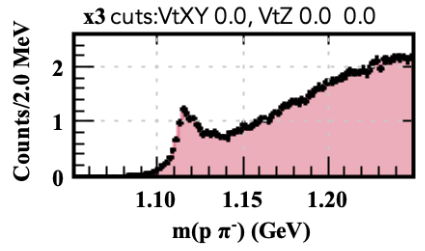 x3 cuts:VtXY 0.0, VtZ 0.0 0.0
Counts/2.0 MeV
2
1
0
1.10 1.15 1.20
m(p π⁻) (GeV)